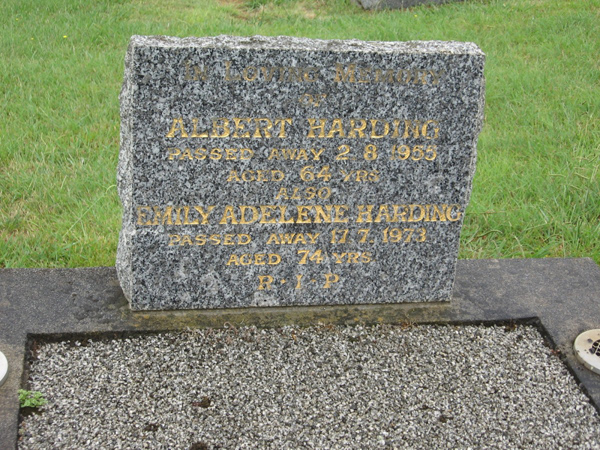 IN LOVING MEMORY
OF
ALBERT HARDING
PASSED AWAY 2.8.1955
AGED 64 YRS
ALSO
EMILY ADELENE HARDING
PASSED AWAY 17.7.1973
AGED 74 YRS
R·I·P